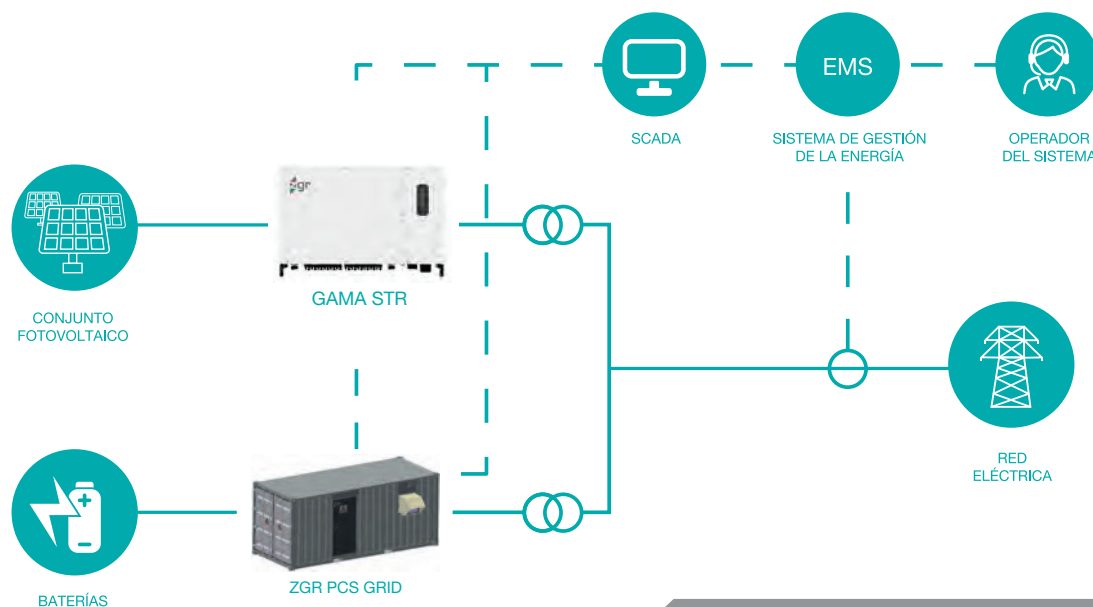 EMS
SCADA
SISTEMA DE GESTIÓN
DE LA ENERGÍA
OPERADOR
DEL SISTEMA
zgr
GAMA STR
CONJUNTO
FOTOVOLTAICO
RED
ELÉCTRICA
ZGR PCS GRID
BATERÍAS